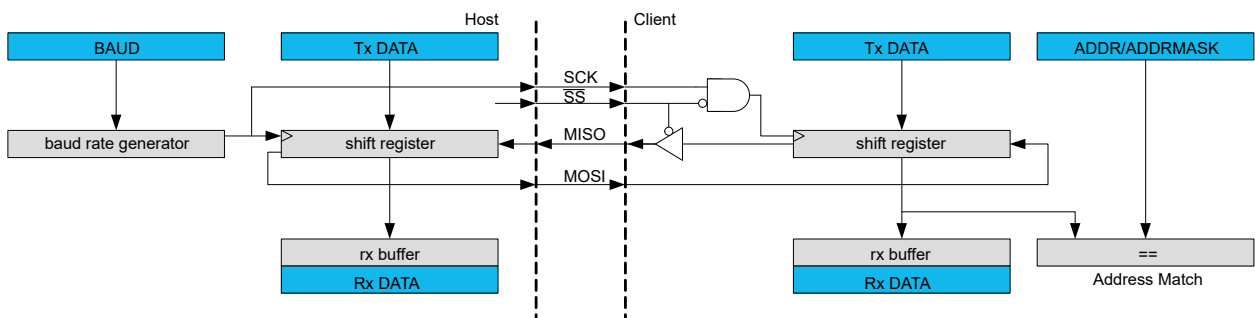 Host
Client
BAUD
Tx DATA
Tx DATA
ADDR/ADDRMASK
SCK
SS
baud rate generator
shift register
MISO
shift register
MOSI
rx buffer
Rx DATA
rx buffer
Rx DATA
==
Address Match